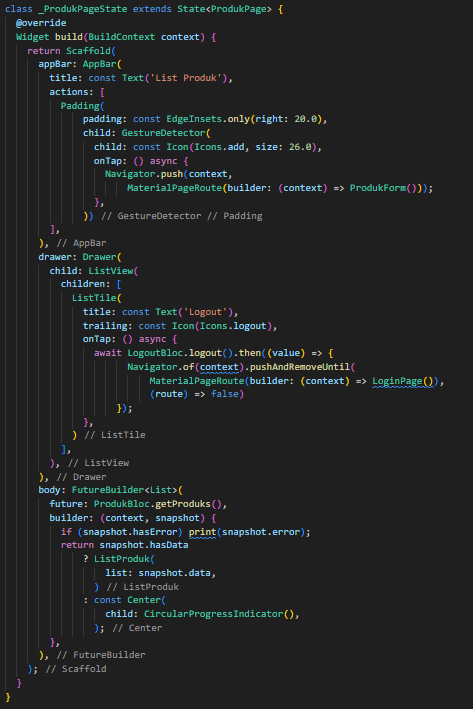 class _ProdukPageState extends State<ProdukPage> {
  @override
  Widget build(BuildContext context) {
    return Scaffold(
      appBar: AppBar(
        title: const Text('List Produk'),
        actions: [
          Padding(
              padding: const EdgeInsets.only(right: 20.0),
              child: GestureDetector(
                child: const Icon(Icons.add, size: 26.0),
                onTap: () async {
                  Navigator.push(context,
                      MaterialPageRoute(builder: (context) => ProdukForm()));
                },
              )) // GestureDetector // Padding
        ],
      ), // AppBar
      drawer: Drawer(
        child: ListView(
          children: [
            ListTile(
              title: const Text('Logout'),
              trailing: const Icon(Icons.logout),
              onTap: () async {
                await LogoutBloc.logout().then((value) => {
                      Navigator.of(context).pushAndRemoveUntil(
                          MaterialPageRoute(builder: (context) => LoginPage()),
                          (route) => false)
                    });
              },
            ) // ListTile
          ],
        ), // ListView
      ), // Drawer
      body: FutureBuilder<List>(
        future: ProdukBloc.getProduks(),
        builder: (context, snapshot) {
          if (snapshot.hasError) print(snapshot.error);
          return snapshot.hasData
              ? ListProduk(
                  list: snapshot.data,
                ) // ListProduk
              : const Center(
                  child: CircularProgressIndicator(),
                ); // Center
        },
      ), // FutureBuilder
    ); // Scaffold
  }
}